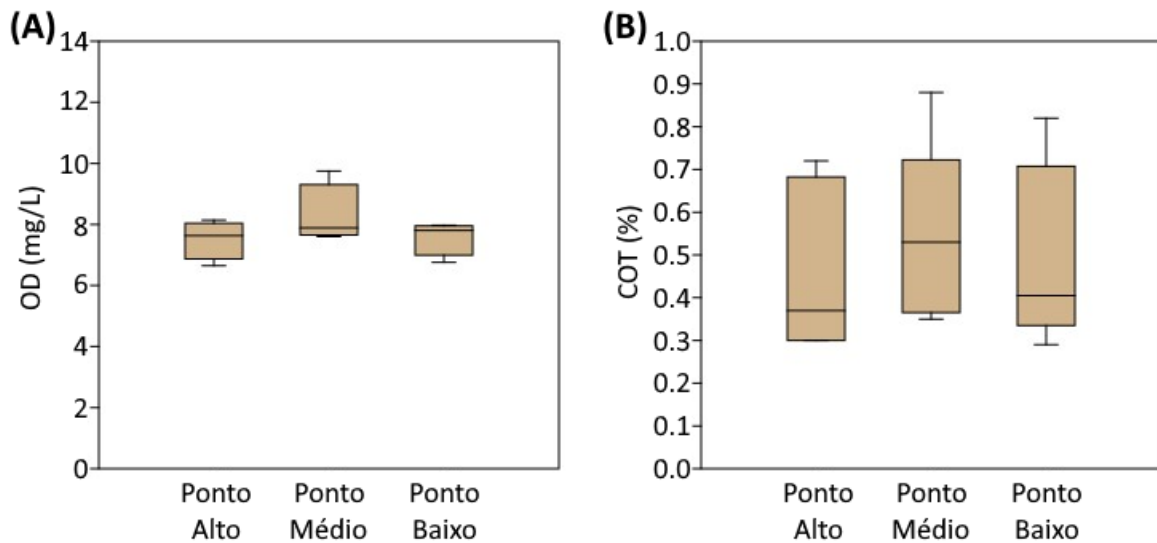 (A)
14
12
10
8
6
4
2
0
OD (mg/L)
Ponto Alto
Ponto Médio
Ponto Baixo
(B)
1.0
0.9
0.8
0.7
0.6
0.5
0.4
0.3
0.2
0.1
0.0
COT (%)
Ponto Alto
Ponto Médio
Ponto Baixo